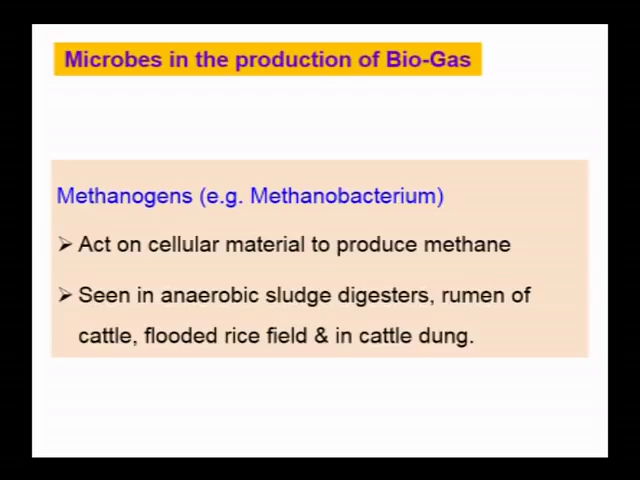 Microbes in the production of Bio-Gas
Methanogens (e.g. Methanobacterium)
➢ Act on cellular material to produce methane
➢ Seen in anaerobic sludge digesters, rumen of
cattle, flooded rice field & in cattle dung.